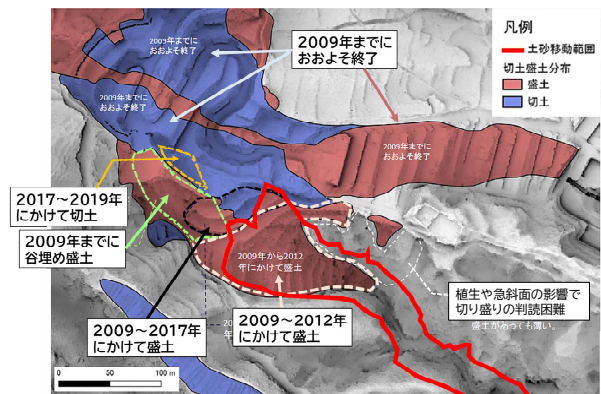 2009年までに
おおよそ終了
2009年までに
おおよそ終了
凡例
土砂移動範囲
切土盛土分布
盛土
切土
2009年までに
おおよそ終了
2009年までに
おおよそ終了
2017～2019年
にかけて切土
2009年までに
谷埋め盛土
2009年から2012
年にかけて盛土
植生や急斜面の影響で
切り盛りの判読困難
盛土があっても薄い。
2009～2017年
にかけて盛土
2009～2012年
にかけて盛土
0 50 100 m